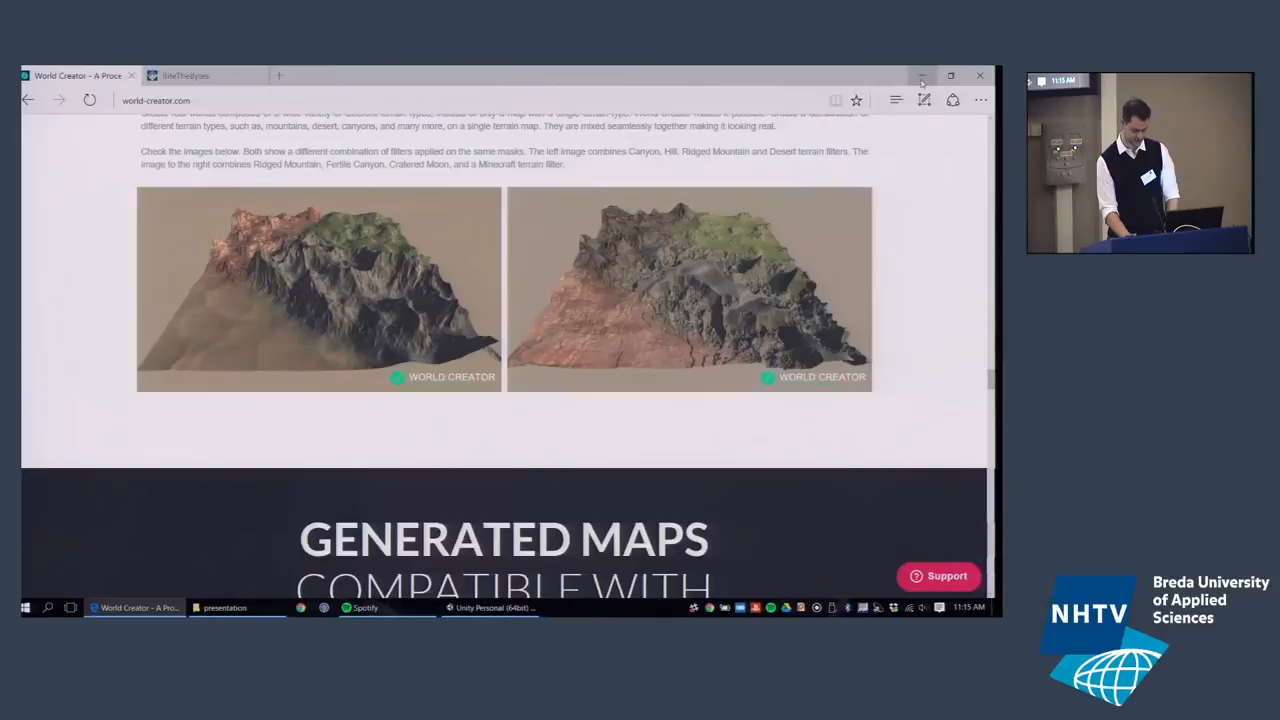 World Creator - A Proce
!BiteTheBytes
world-creator.com
different terrain types, such as, mountains, desert, canyons, and many more, on a single terrain map. They are mixed seamlessly together making it looking real.
Check the images below. Both show a different combination of filters applied on the same masks. The left image combines Canyon, Hill, Ridged Mountain and Desert terrain filters. The
image to the right combines Ridged Mountain, Fertile Canyon, Cratered Moon, and a Minecraft terrain filter.
WORLD CREATOR
WORLD CREATOR
GENERATED MAPS
COMPATIBLE WITH
Support
World Creator - A Pro...
presentation
Spotify
Unity Personal (64bit) ...
11:15 AM
11:15 AM
NHTV
Breda University
of Applied
Sciences